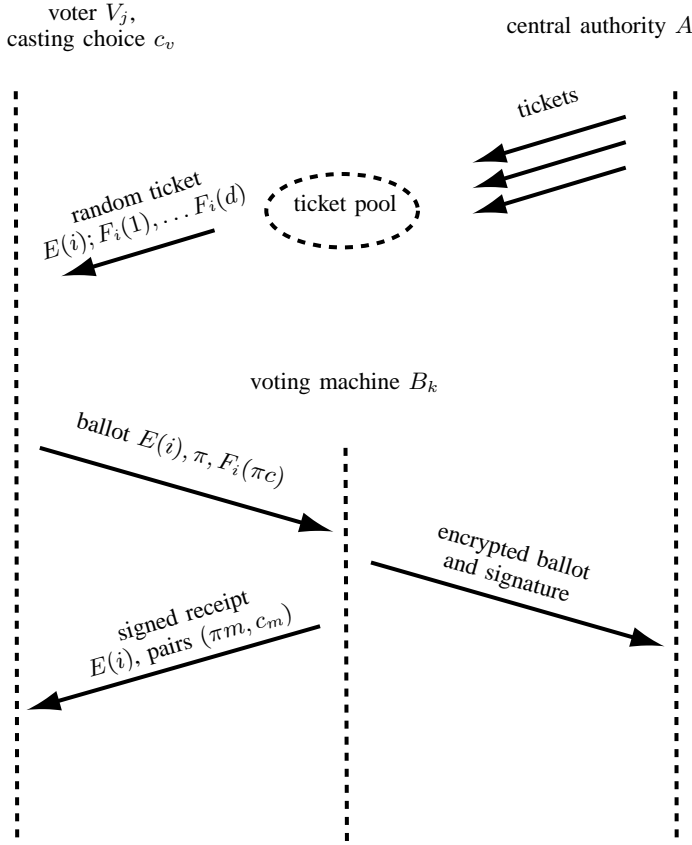 voter V_j,
casting choice c_v
central authority A
tickets
random ticket
E(i); F_i(1), … F_i(d)
ticket pool
voting machine B_k
ballot E(i), π, F_i(πc)
encrypted ballot
and signature
signed receipt
E(i), pairs (πm, c_m)